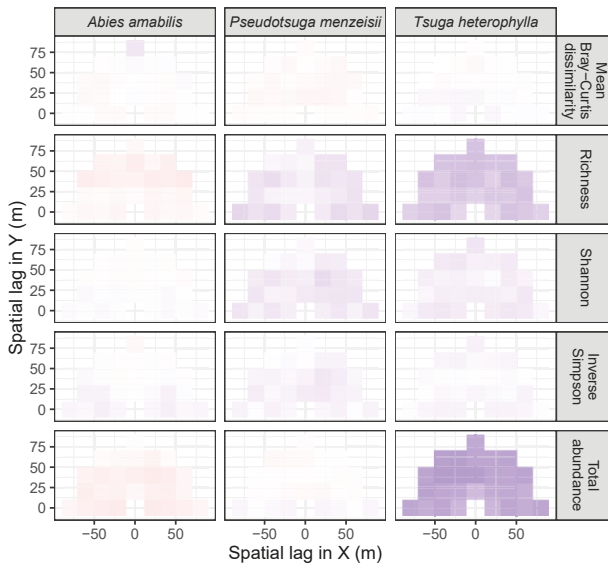 Abies amabilis
Pseudotsuga menzeisii
Tsuga heterophylla
Mean
Bray−Curtis
dissimilarity
Richness
Shannon
Inverse
Simpson
Total
abundance
Spatial lag in Y (m)
75
50
25
0
75
50
25
0
75
50
25
0
75
50
25
0
75
50
25
0
−50 0 50
−50 0 50
−50 0 50
Spatial lag in X (m)